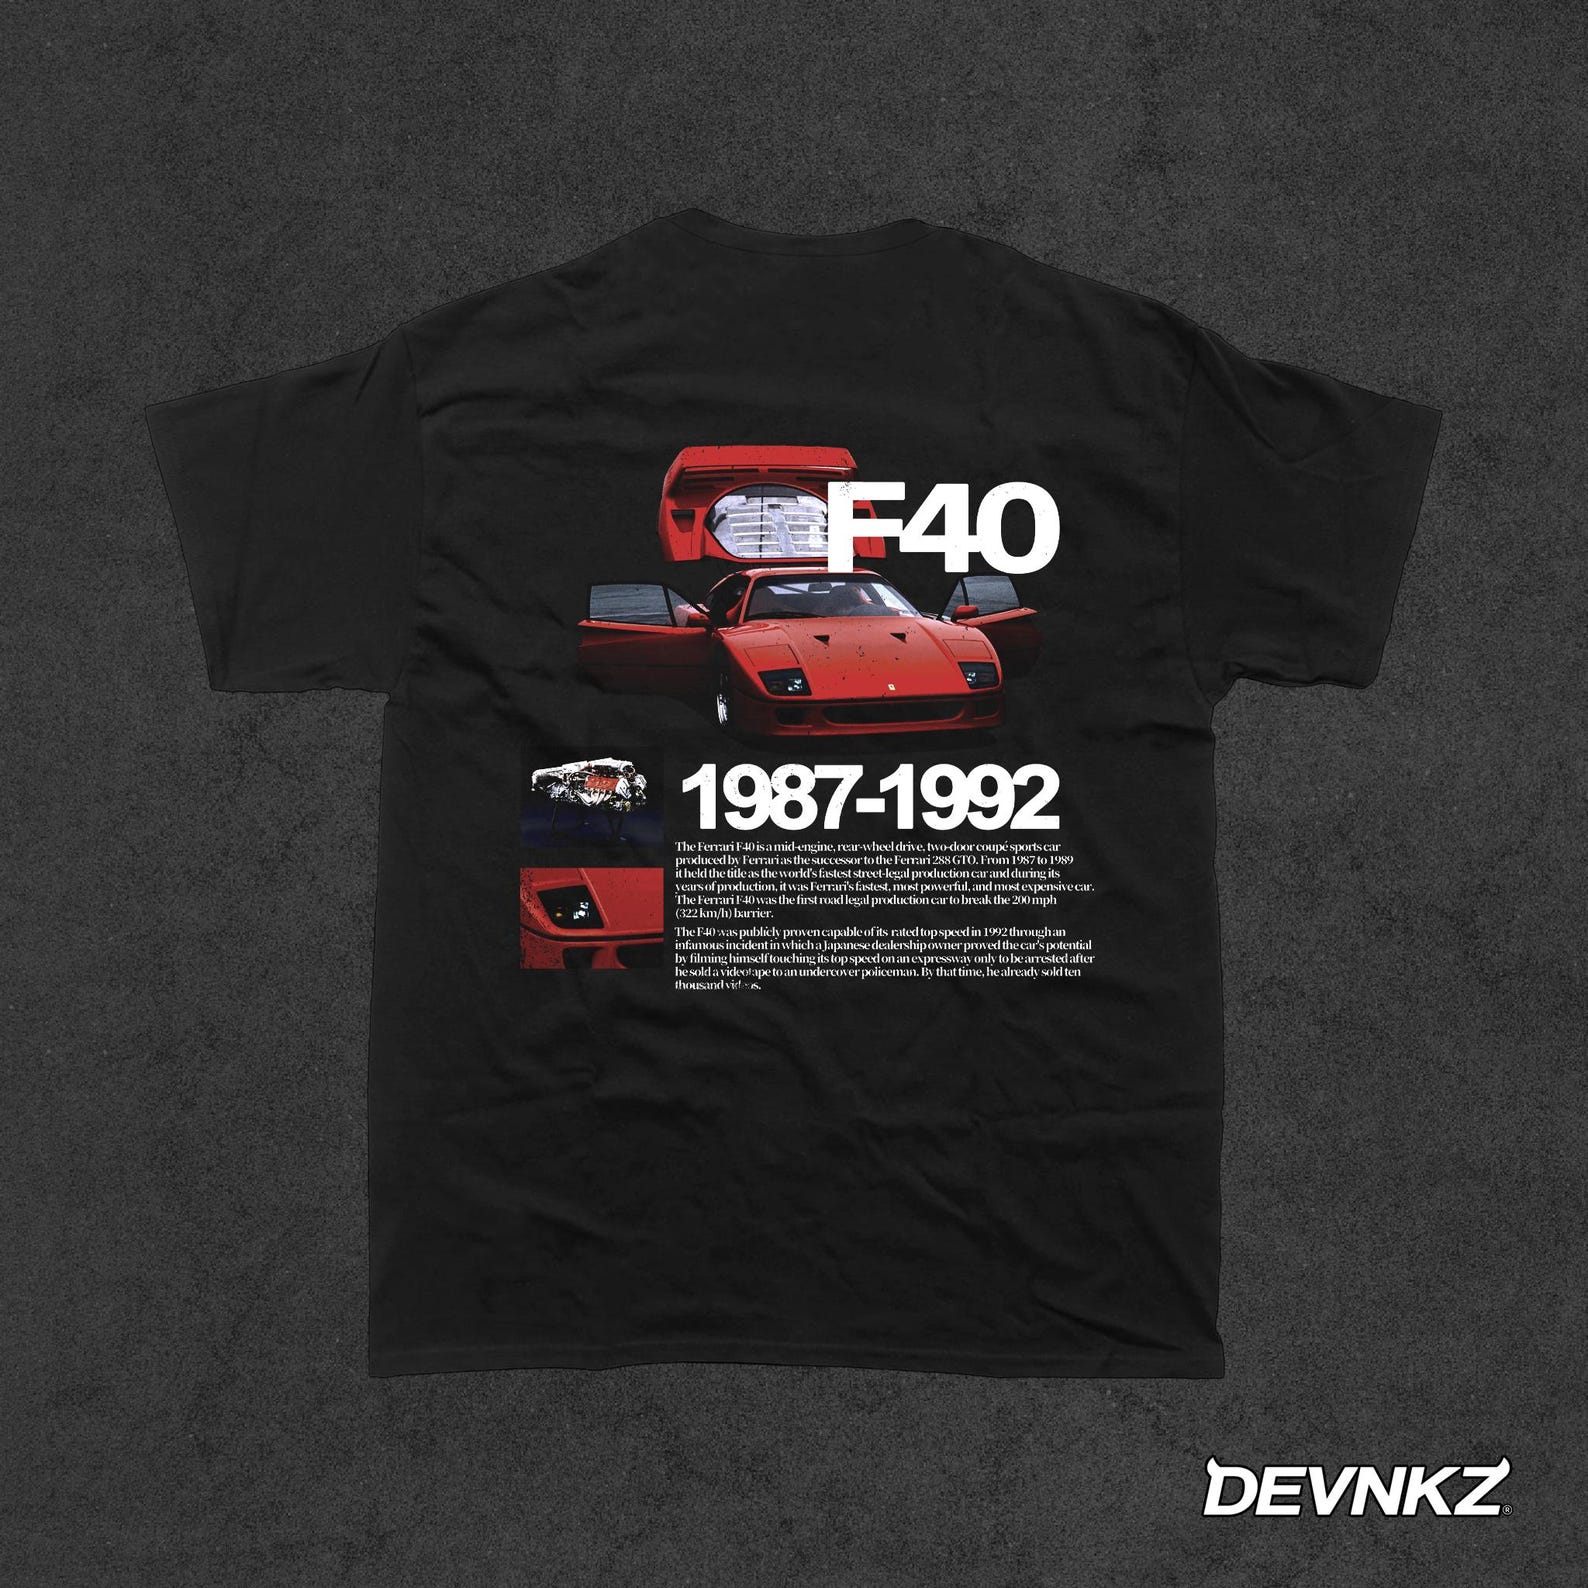 F40
1987-1992
The Ferrari F40 is a mid-engine, rear-wheel drive, two-door coupé sports car
produced by Ferrari as the successor to the Ferrari 288 GTO. From 1987 to 1989
it held the title as the world's fastest street-legal production car and during its
years of production, it was Ferrari's fastest, most powerful, and most expensive car.
The Ferrari F40 was the first road legal production car to break the 200 mph
(322 km/h) barrier.
The F40 was publicly proven capable of its rated top speed in 1992 through an
infamous incident in which a Japanese dealership owner proved the car's potential
by filming himself touching its top speed on an expressway only to be arrested after
he sold a videotape to an undercover policeman. By that time, he already sold ten
thousand videos.
DEVNKZ®